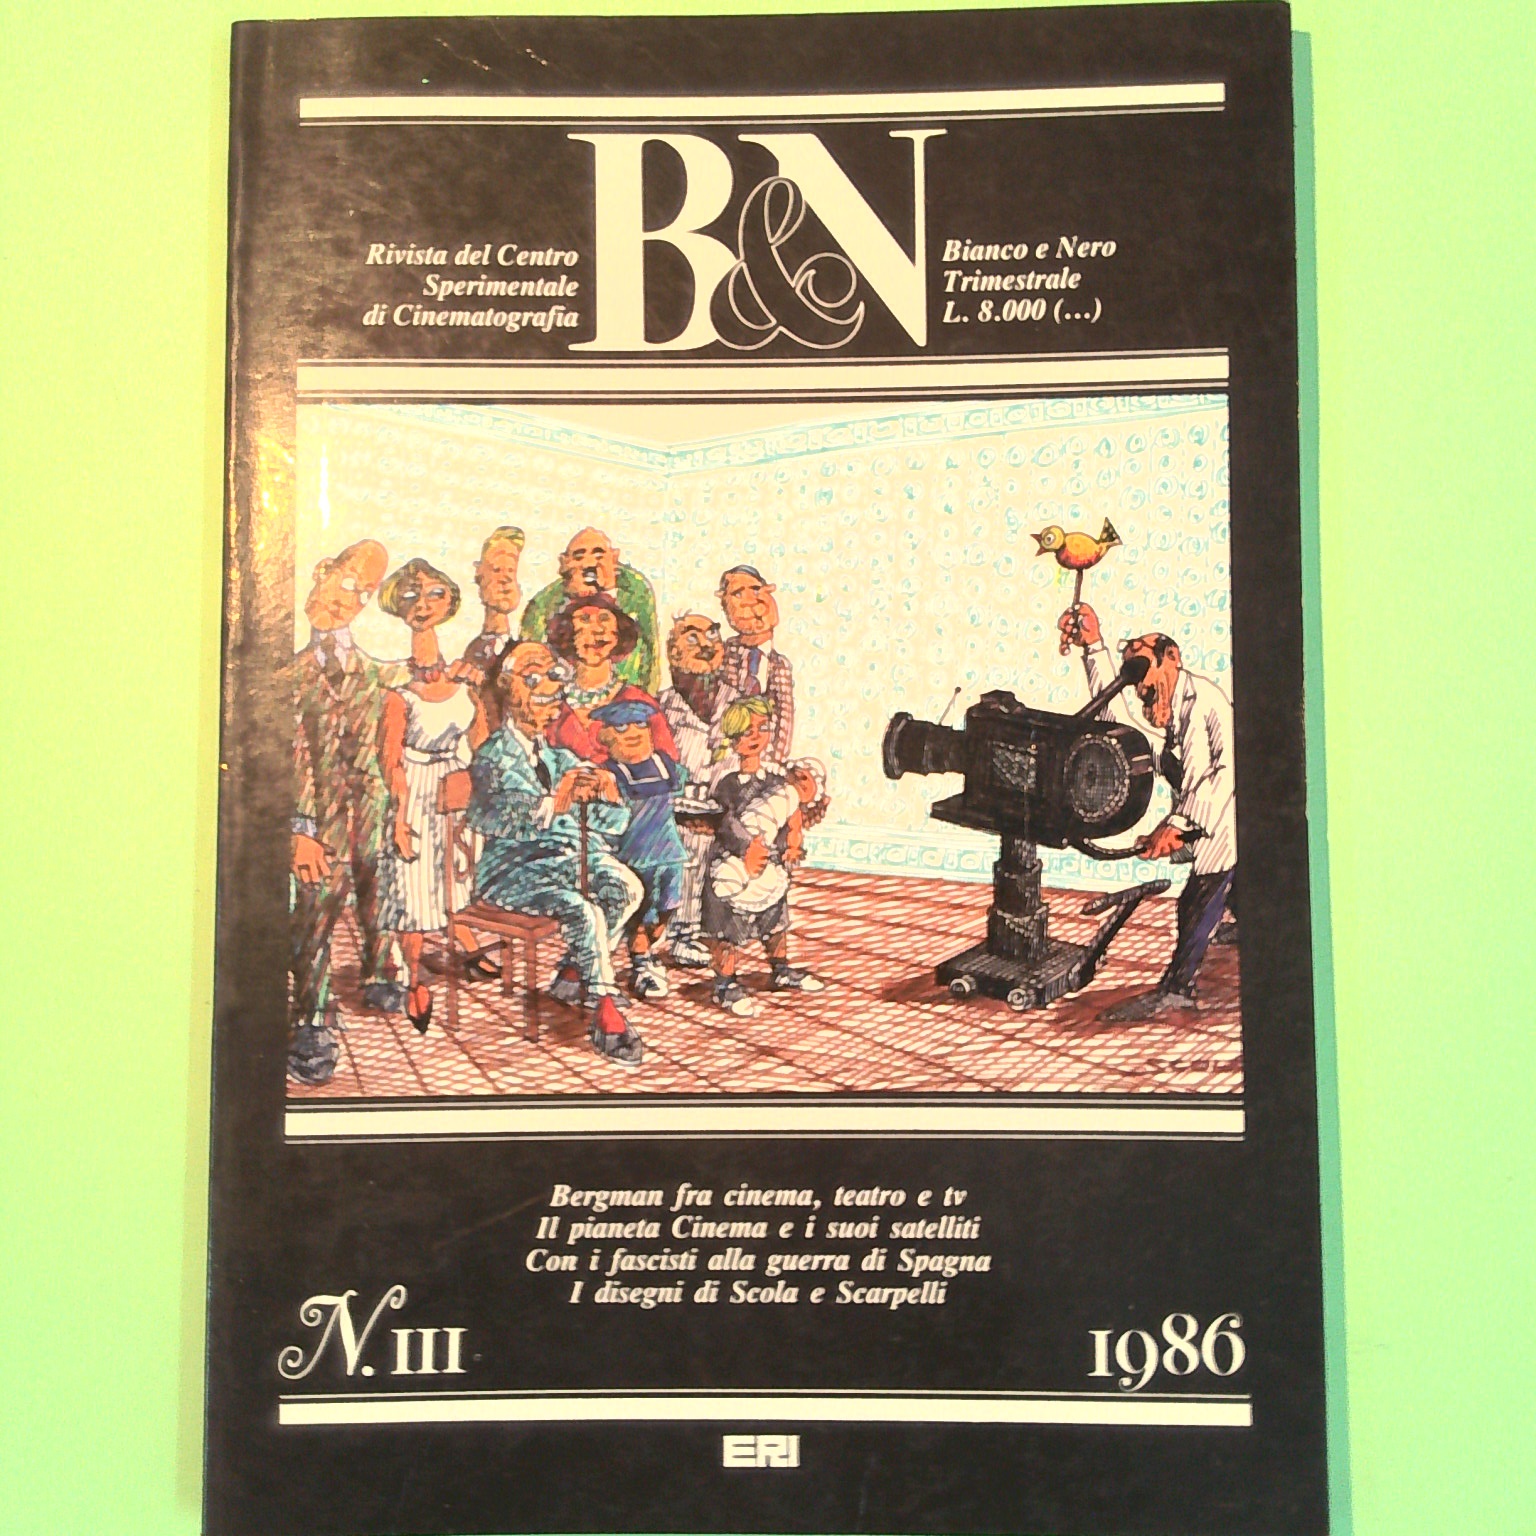 B&N
Rivista del Centro
Sperimentale
di Cinematografia
Bianco e Nero
Trimestrale
L. 8.000 (...)
Bergman fra cinema, teatro e tv
Il pianeta Cinema e i suoi satelliti
Con i fascisti alla guerra di Spagna
I disegni di Scola e Scarpelli
N. III
1986
ERI